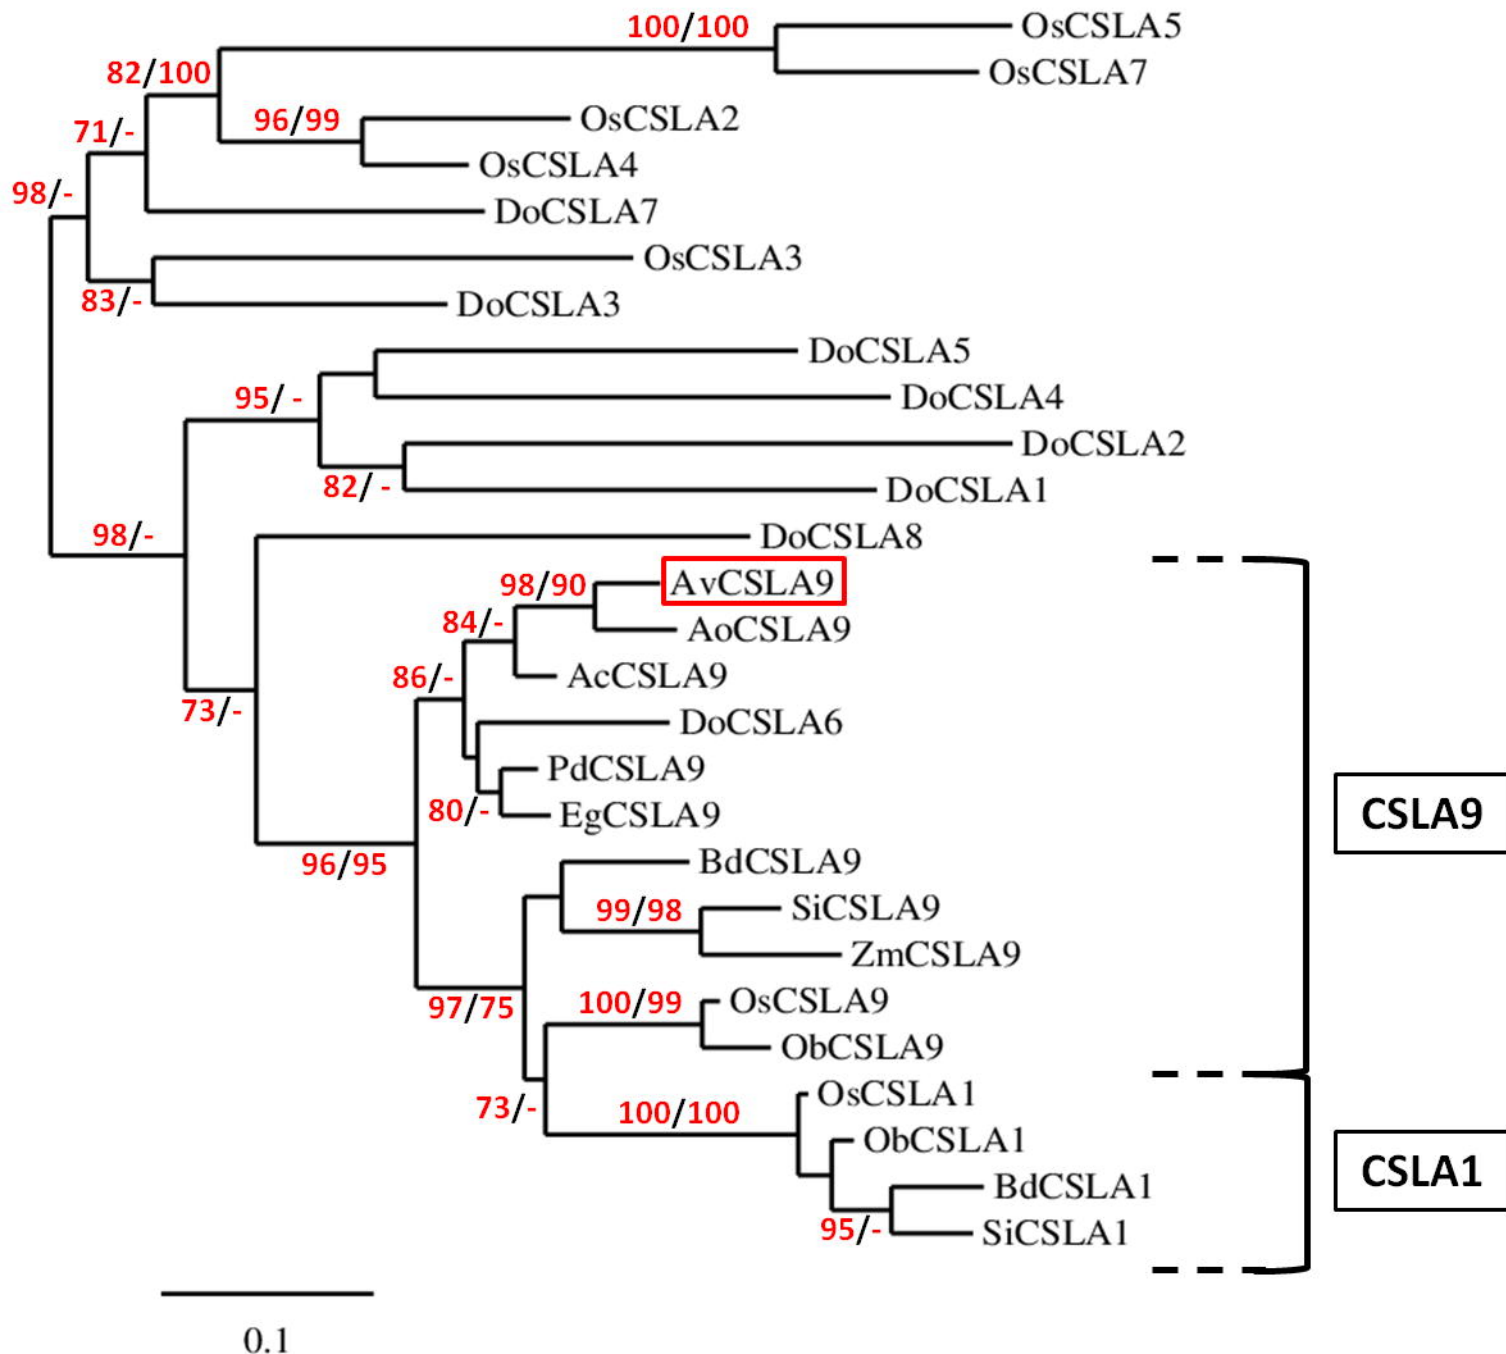 100/100
OsCSLA5
82/100
OsCSLA7
96/99
OsCSLA2
71/-
OsCSLA4
98/-
DoCSLA7
OsCSLA3
83/-
DoCSLA3
DoCSLA5
95/ -
DoCSLA4
DoCSLA2
82/ -
DoCSLA1
98/-
DoCSLA8
98/90
AvCSLA9
84/-
AoCSLA9
86/-
AcCSLA9
73/-
DoCSLA6
PdCSLA9
80/-
EgCSLA9
CSLA9
96/95
BdCSLA9
99/98
SiCSLA9
ZmCSLA9
97/75
100/99
OsCSLA9
ObCSLA9
73/-
100/100
OsCSLA1
ObCSLA1
CSLA1
BdCSLA1
95/-
SiCSLA1
0.1